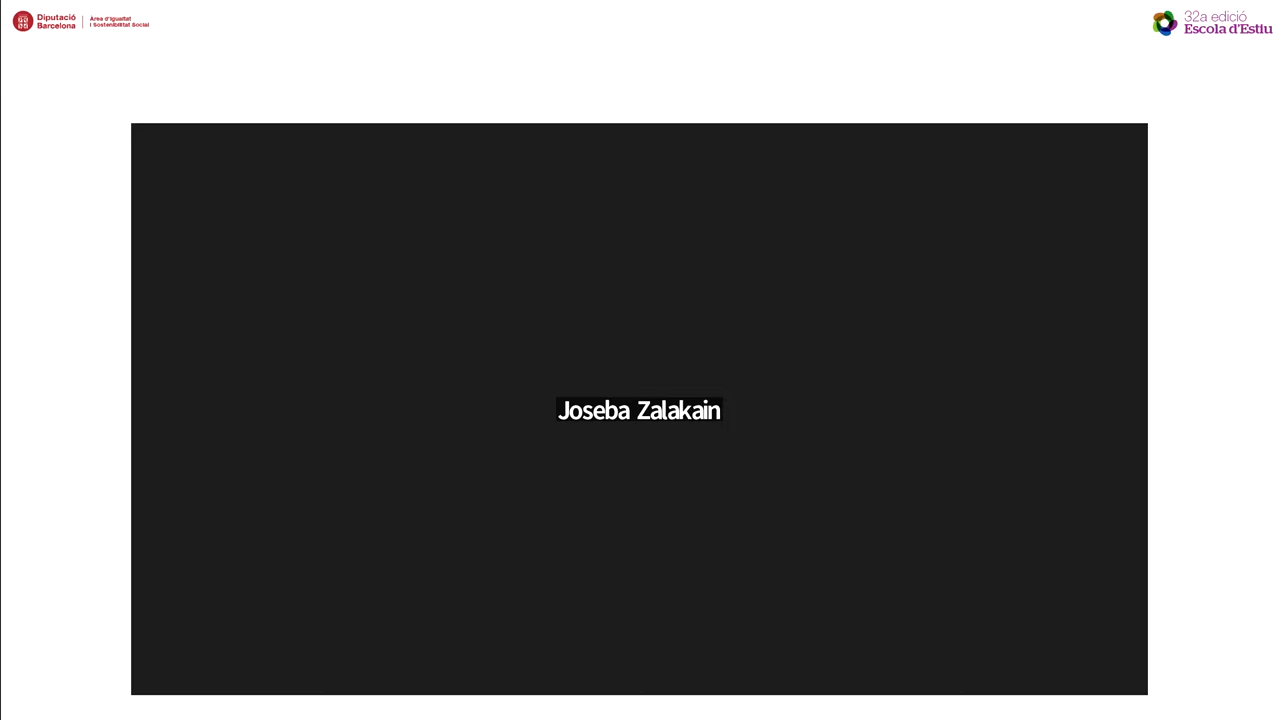 Diputació
Barcelona
Àrea d'Igualtat
i Sostenibilitat Social
32a edició
Escola d'Estiu
Joseba Zalakain